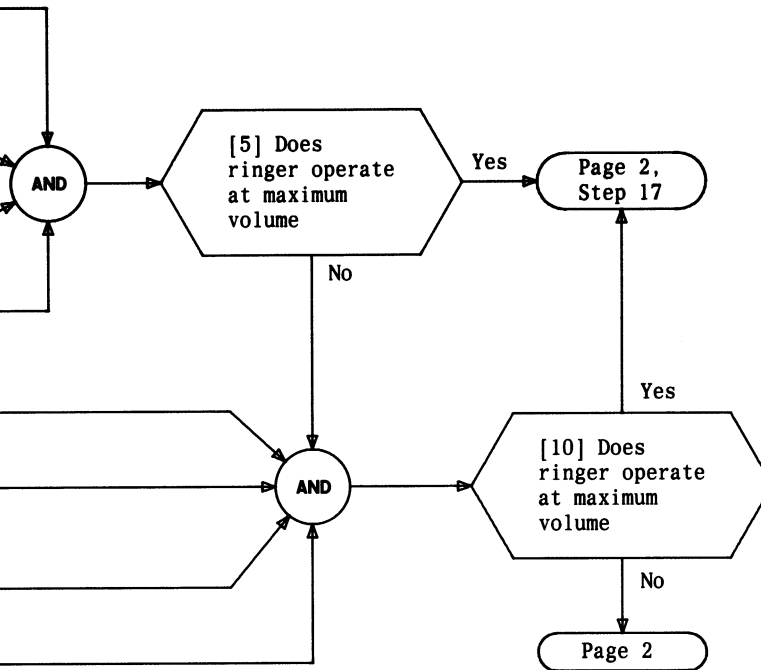 [5] Does
ringer operate
at maximum
volume
Yes
Page 2,
Step 17
AND
No
Yes
[10] Does
ringer operate
at maximum
volume
AND
No
Page 2